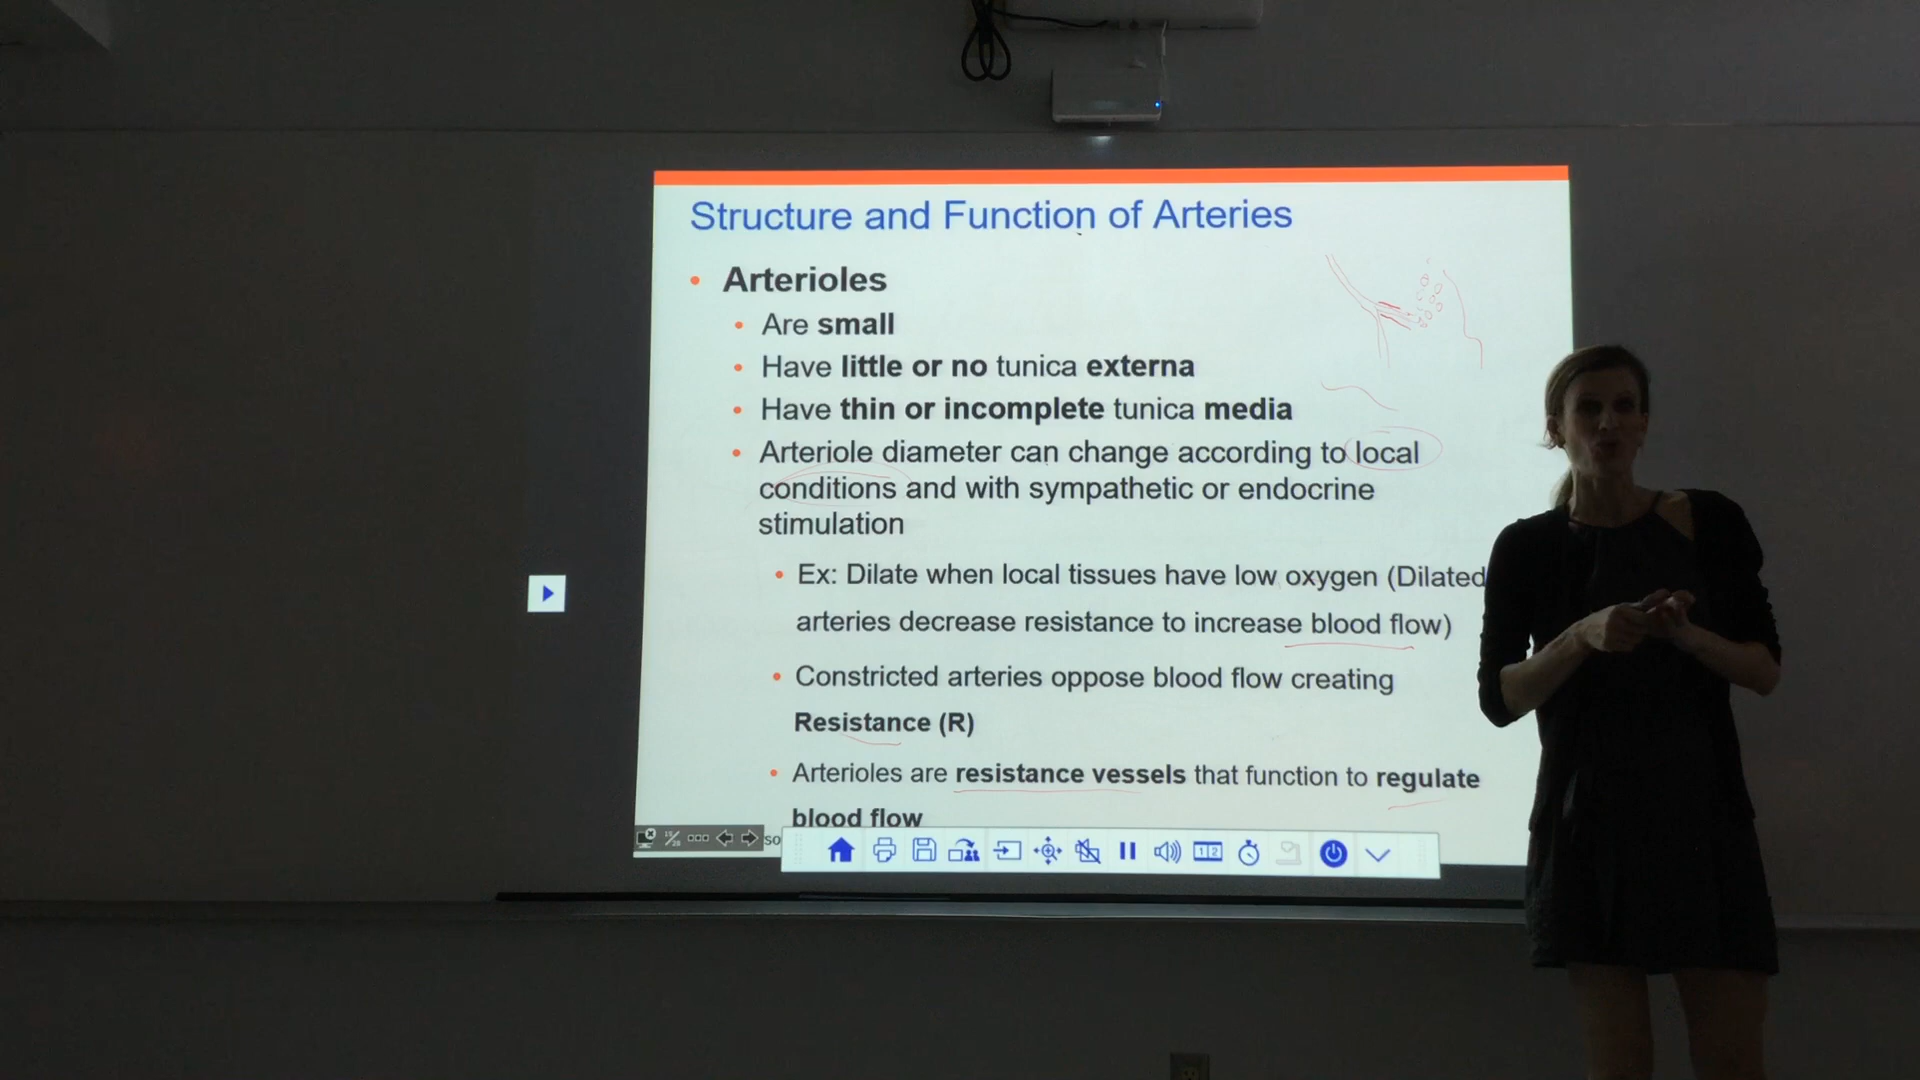 Structure and Function of Arteries
• Arterioles
• Are small
• Have little or no tunica externa
• Have thin or incomplete tunica media
• Arteriole diameter can change according to local
conditions and with sympathetic or endocrine
stimulation
• Ex: Dilate when local tissues have low oxygen (Dilated
arteries decrease resistance to increase blood flow)
• Constricted arteries oppose blood flow creating
Resistance (R)
• Arterioles are resistance vessels that function to regulate
blood flow
so
1 2